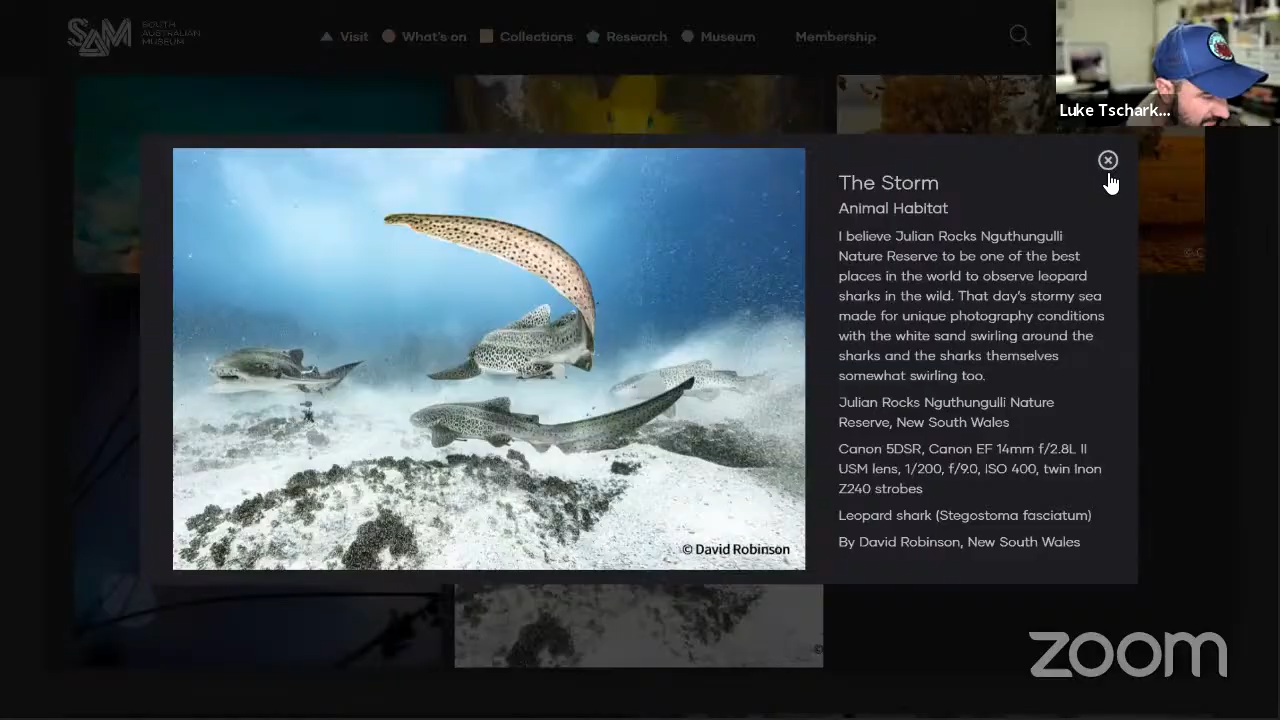 SAM
SOUTH
AUSTRALIAN
MUSEUM
Visit
What's on
Collections
Research
Museum
Membership
Luke Tschark...
The Storm
Animal Habitat
I believe Julian Rocks Nguthungulli
Nature Reserve to be one of the best
places in the world to observe leopard
sharks in the wild. That day's stormy sea
made for unique photography conditions
with the white sand swirling around the
sharks and the sharks themselves
somewhat swirling too.
Julian Rocks Nguthungulli Nature
Reserve, New South Wales
Canon 5DSR, Canon EF 14mm f/2.8L II
USM lens, 1/200, f/9.0, ISO 400, twin Inon
Z240 strobes
Leopard shark (Stegostoma fasciatum)
By David Robinson, New South Wales
© David Robinson
zoom